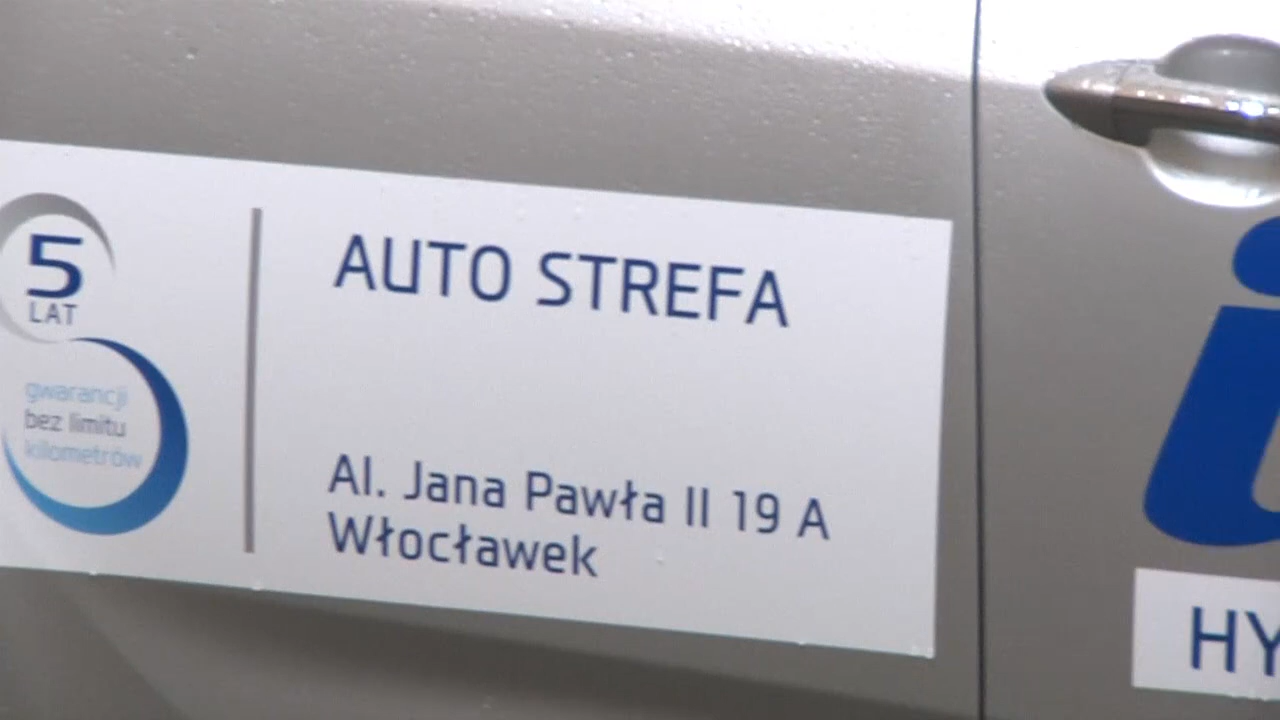 5
LAT
gwarancji
bez limitu
kilometrów
AUTO STREFA
Al. Jana Pawła II 19 A
Włocławek
i
HY